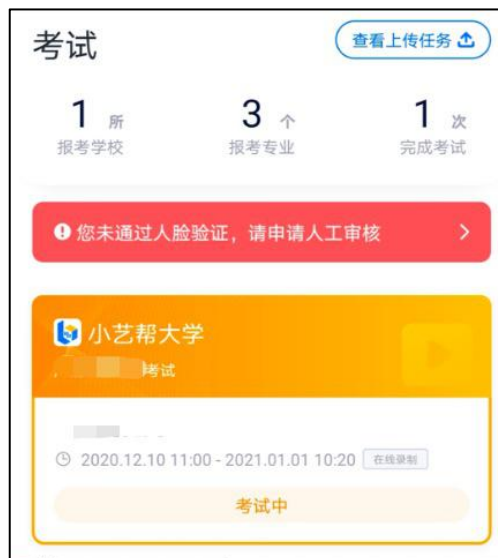 考试
查看上传任务
1 所
3 个
1 次
报考学校
报考专业
完成考试
您未通过人脸验证，请申请人工审核
小艺帮大学
考试
2020.12.10 11:00 - 2021.01.01 10:20 在线录制
考试中